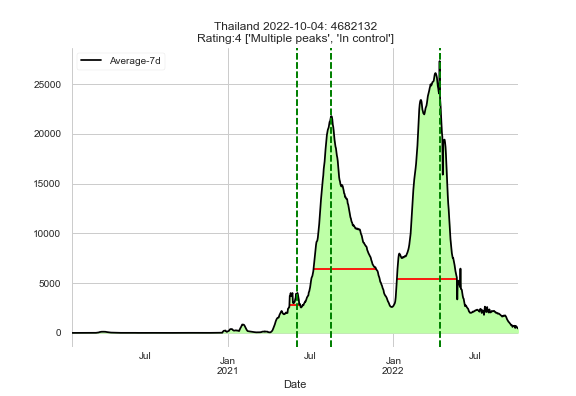 Thailand 2022-10-04: 4682132
Rating:4 ['Multiple peaks', 'In control']
Average-7d
25000
20000
15000
10000
5000
0
Jul
Jan
2021
Jul
Jan
2022
Jul
Date